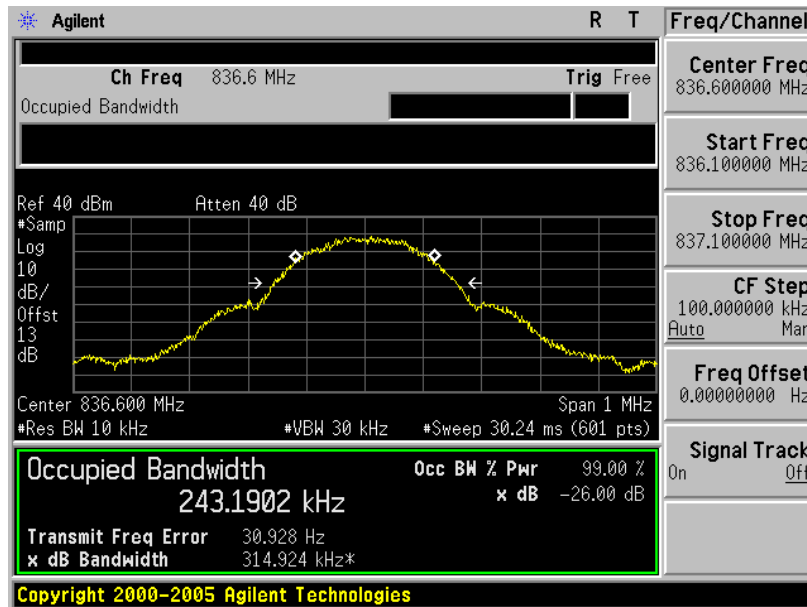 Agilent R T
Ch Freq 836.6 MHz Trig Free
Occupied Bandwidth
Ref 40 dBm Atten 40 dB
#Samp
Log
10
dB/
Offst
13
dB
Center 836.600 MHz Span 1 MHz
#Res BW 10 kHz #VBW 30 kHz #Sweep 30.24 ms (601 pts)
Occupied Bandwidth Occ BW % Pwr 99.00 %
243.1902 kHz x dB -26.00 dB
Transmit Freq Error 30.928 Hz
x dB Bandwidth 314.924 kHz*
Copyright 2000-2005 Agilent Technologies
Freq/Channel
Center Freq
836.600000 MHz
Start Freq
836.100000 MHz
Stop Freq
837.100000 MHz
CF Step
100.000000 kHz
Auto Man
Freq Offset
0.00000000 Hz
Signal Track
On Off